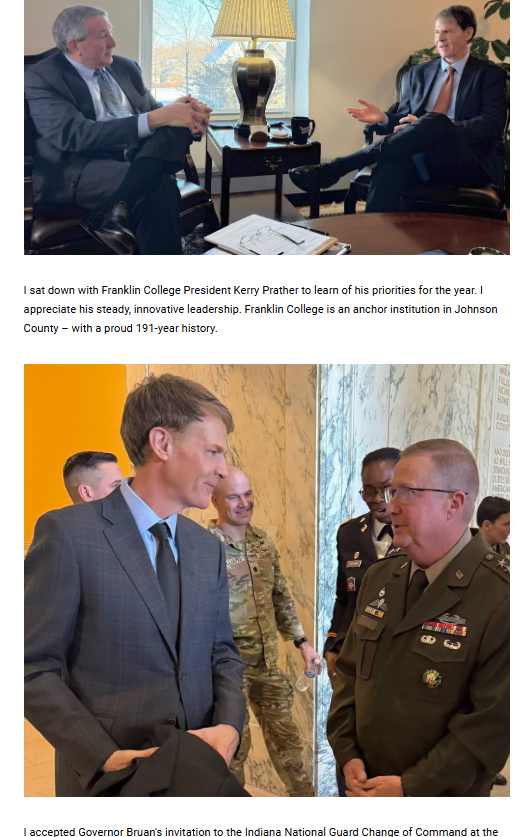 I sat down with Franklin College President Kerry Prather to learn of his priorities for the year. I
appreciate his steady, innovative leadership. Franklin College is an anchor institution in Johnson
County – with a proud 191-year history.
I accepted Governor Bruan's invitation to the Indiana National Guard Change of Command at the